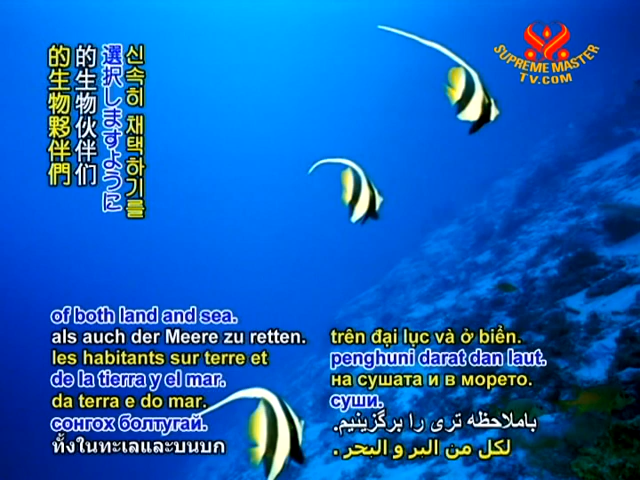 SUPREME MASTER
TV.COM
신속히 채택하기를
選択しますように
的生物伙伴们
的生物夥伴們
of both land and sea.
als auch der Meere zu retten.
les habitants sur terre et
de la tierra y el mar.
da terra e do mar.
сонгох болтугай.
ทั้งในทะเลและบนบก
trên đại lục và ở biển.
penghuni darat dan laut.
на сушата и в морето.
суши.
باملاحظه تری را برگزینیم.
لكل من البر و البحر .